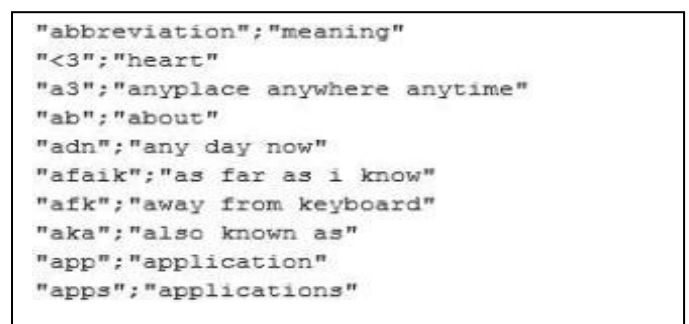 "abbreviation";"meaning"
"<3";"heart"
"a3";"anyplace anywhere anytime"
"ab";"about"
"adn";"any day now"
"afaik";"as far as i know"
"afk";"away from keyboard"
"aka";"also known as"
"app";"application"
"apps";"applications"